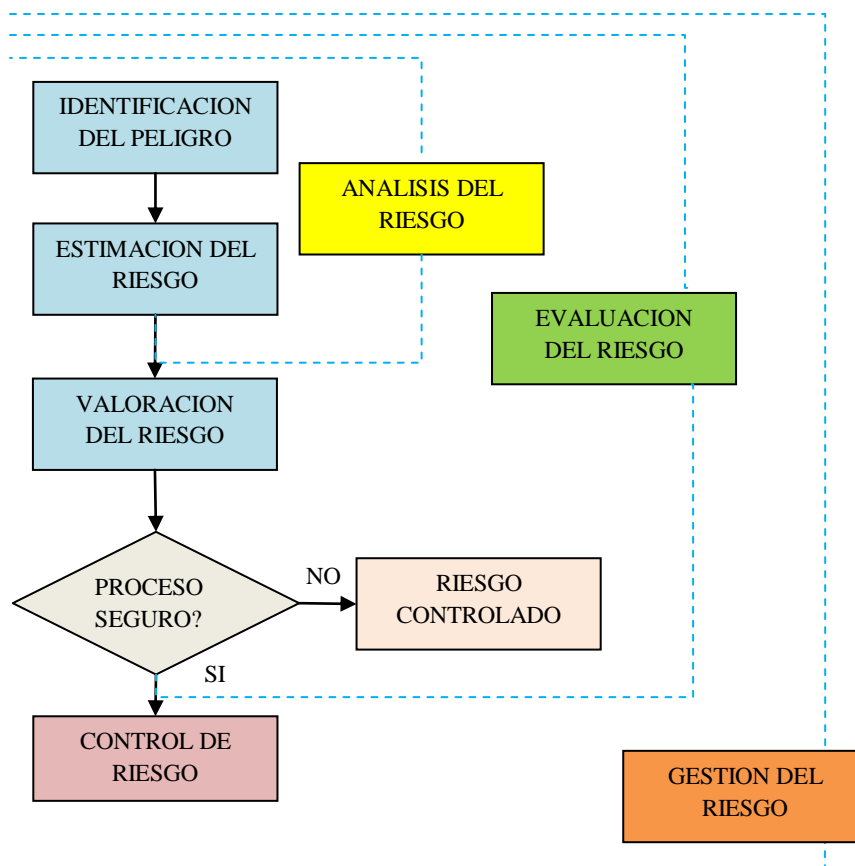 IDENTIFICACION
DEL PELIGRO
ANALISIS DEL
RIESGO
ESTIMACION DEL
RIESGO
EVALUACION
DEL RIESGO
VALORACION
DEL RIESGO
PROCESO
SEGURO?
NO
RIESGO
CONTROLADO
SI
CONTROL DE
RIESGO
GESTION DEL
RIESGO